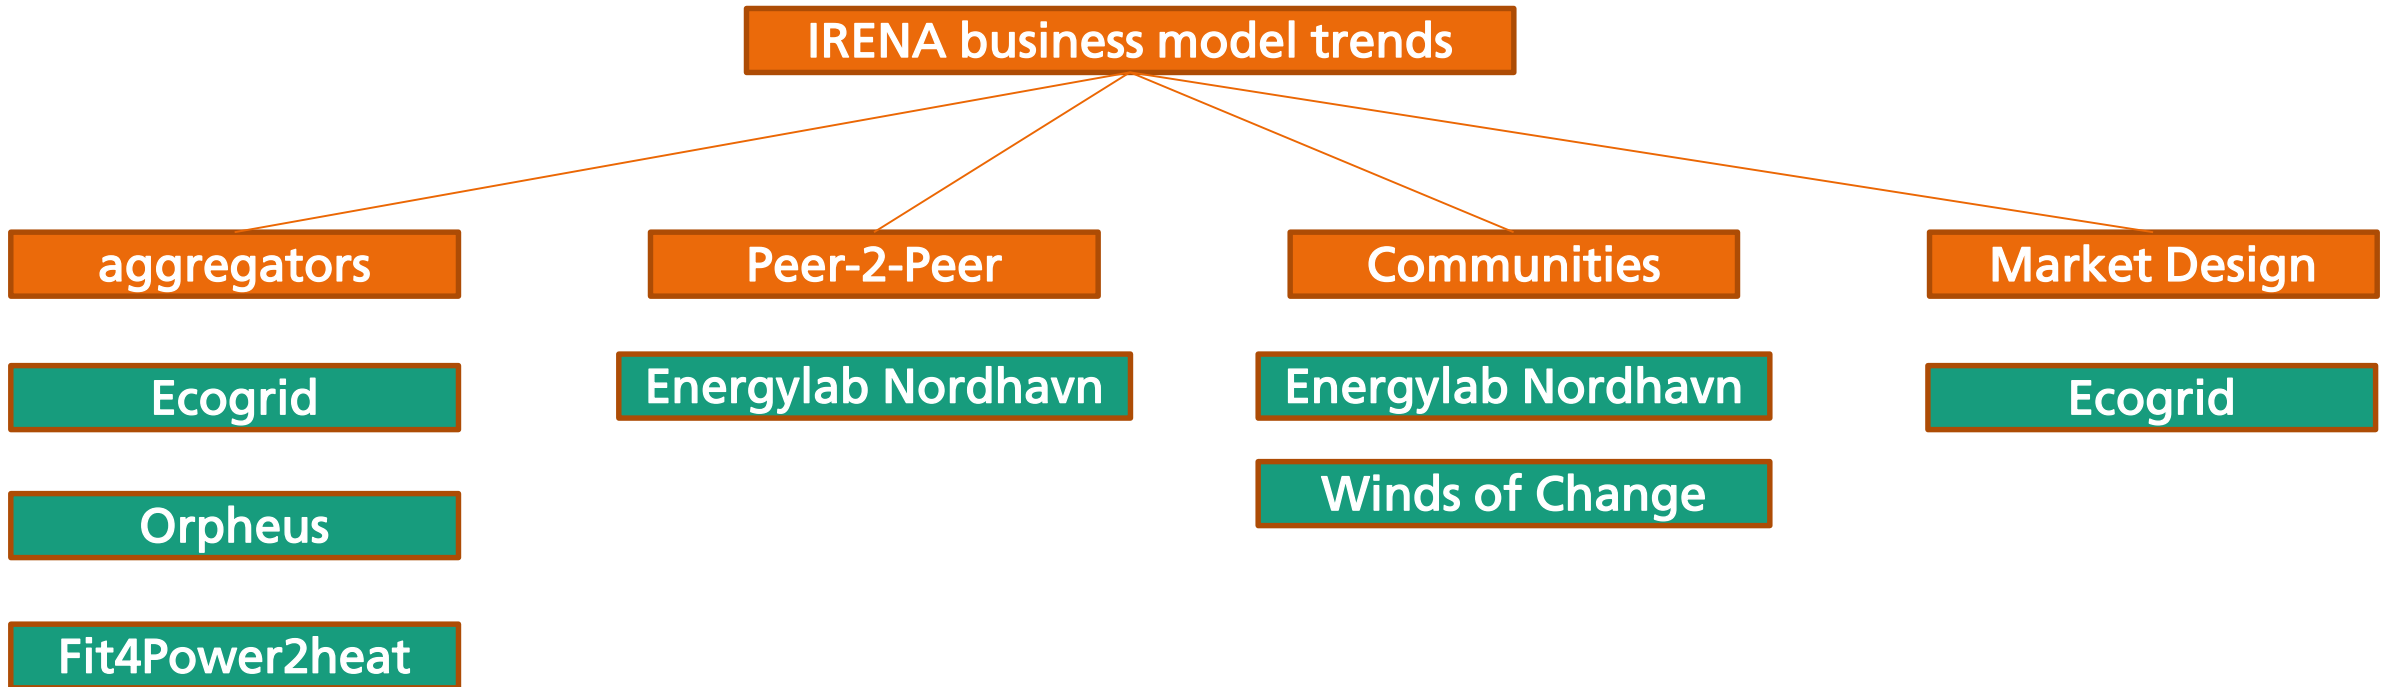 IRENA business model trends
aggregators
Peer-2-Peer
Communities
Market Design
Ecogrid
Energylab Nordhavn
Energylab Nordhavn
Ecogrid
Winds of Change
Orpheus
Fit4Power2heat